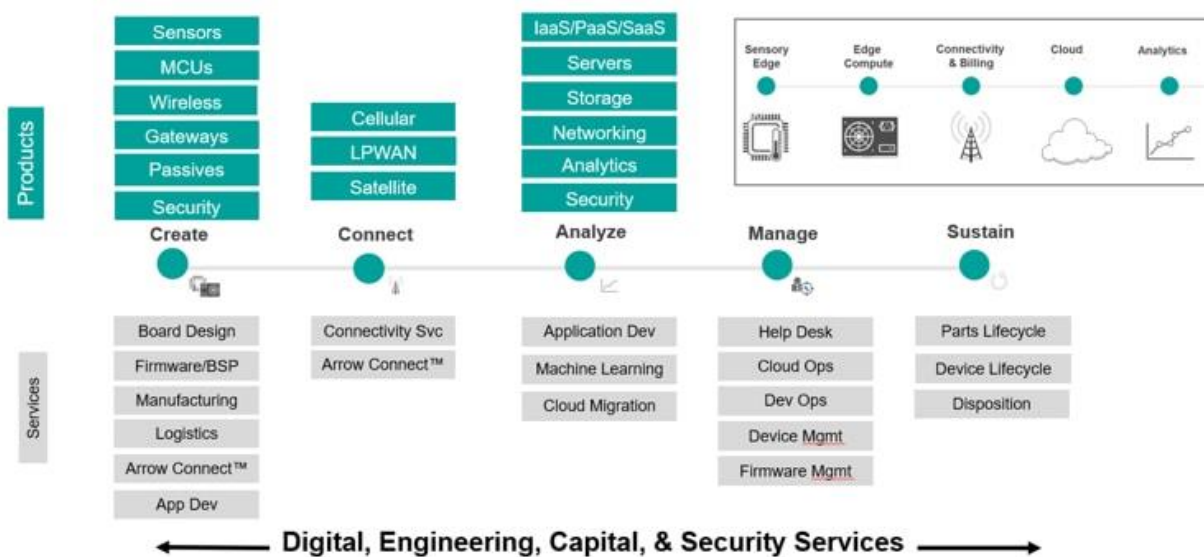 Products
Sensors
MCUs
Wireless
Gateways
Passives
Security
Cellular
LPWAN
Satellite
IaaS/PaaS/SaaS
Servers
Storage
Networking
Analytics
Security
Sensory
Edge
Edge
Compute
Connectivity
& Billing
Cloud
Analytics
Create
Connect
Analyze
Manage
Sustain
Services
Board Design
Firmware/BSP
Manufacturing
Logistics
Arrow Connect™
App Dev
Connectivity Svc
Arrow Connect™
Application Dev
Machine Learning
Cloud Migration
Help Desk
Cloud Ops
Dev Ops
Device Mgmt
Firmware Mgmt
Parts Lifecycle
Device Lifecycle
Disposition
Digital, Engineering, Capital, & Security Services